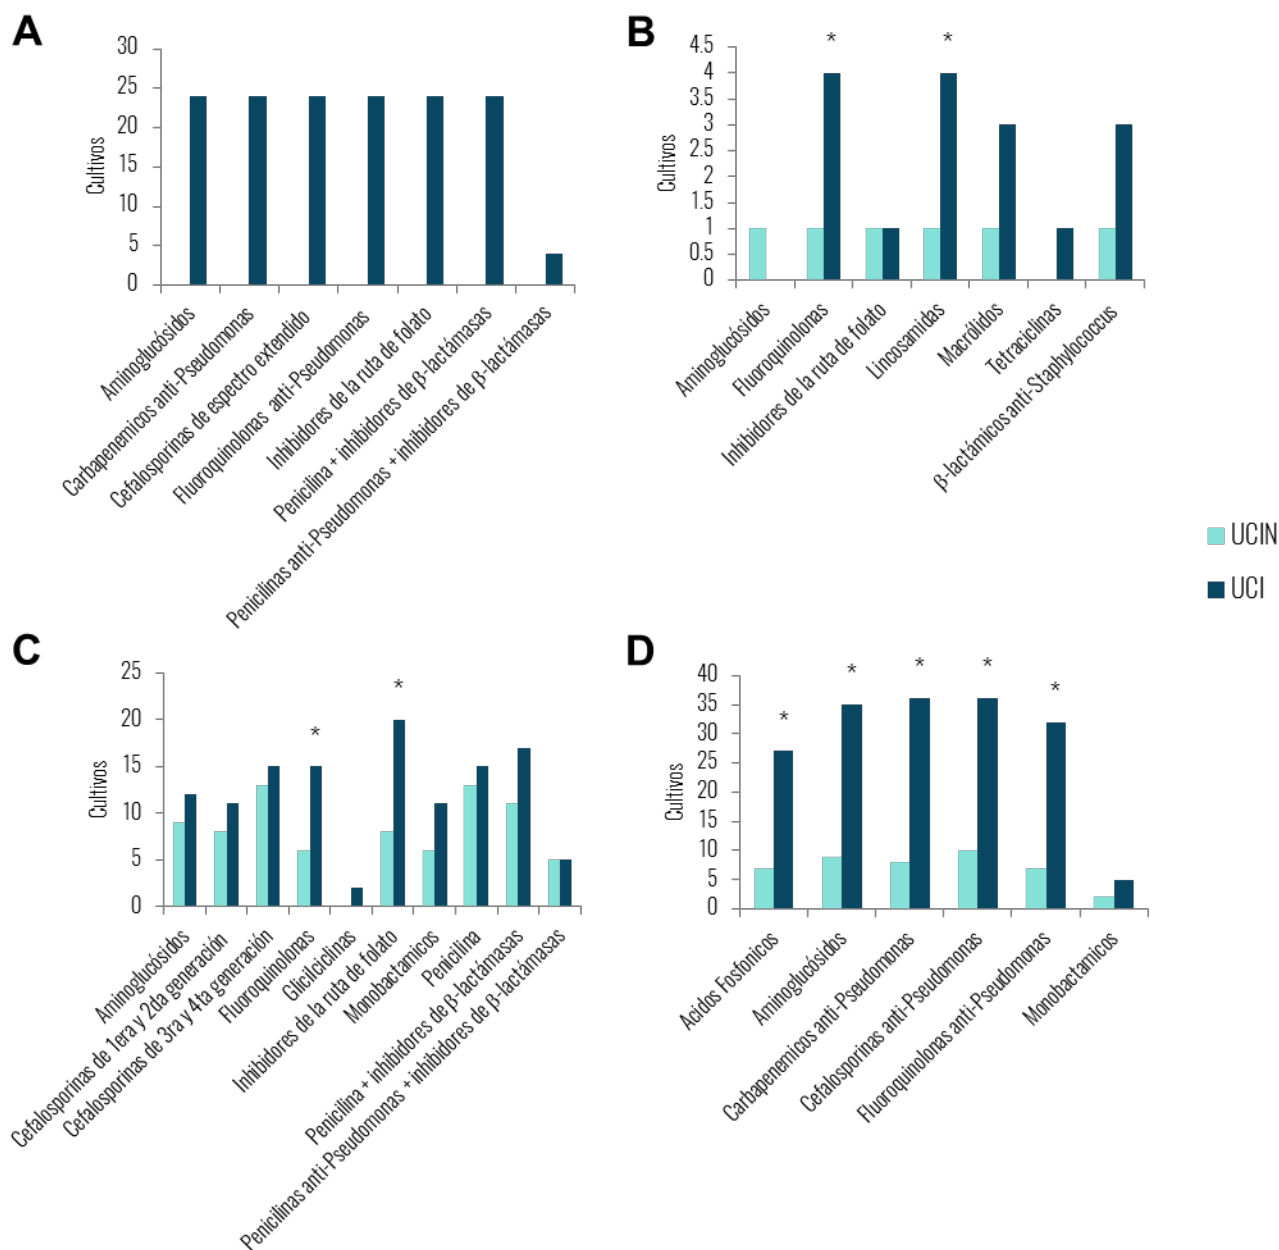 A
30
25
20
15
10
5
0
Cultivos
Aminoglucósidos
Carbapenemicos anti-Pseudomonas
Cefalosporinas de espectro extendido
Fluoroquinolonas anti-Pseudomonas
Inhibidores de la ruta de folato
Penicilina + inhibidores de β-lactámasas
Penicilinas anti-Pseudomonas + inhibidores de β-lactámasas
B
4.5
4
3.5
3
2.5
2
1.5
1
0.5
0
Cultivos
* *
Aminoglucósidos
Fluoroquinolonas
Inhibidores de la ruta de folato
Lincosamidas
Macrólidos
Tetraciclinas
β-lactámicos anti-Staphylococcus
UCIN
UCI
C
25
20
15
10
5
0
Cultivos
* *
Aminoglucósidos
Cefalosporinas de 1era y 2da generación
Cefalosporinas de 3ra y 4ta generación
Fluoroquinolonas
Glicilciclinas
Inhibidores de la ruta de folato
Monobactamicos
Penicilina
Penicilina + inhibidores de β-lactámasas
Penicilinas anti-Pseudomonas + inhibidores de β-lactámasas
D
40
35
30
25
20
15
10
5
0
Cultivos
* * * * *
Acidos Fosfonicos
Aminoglucósidos
Carbapenemicos anti-Pseudomonas
Cefalosporinas anti-Pseudomonas
Fluoroquinolonas anti-Pseudomonas
Monobactamicos